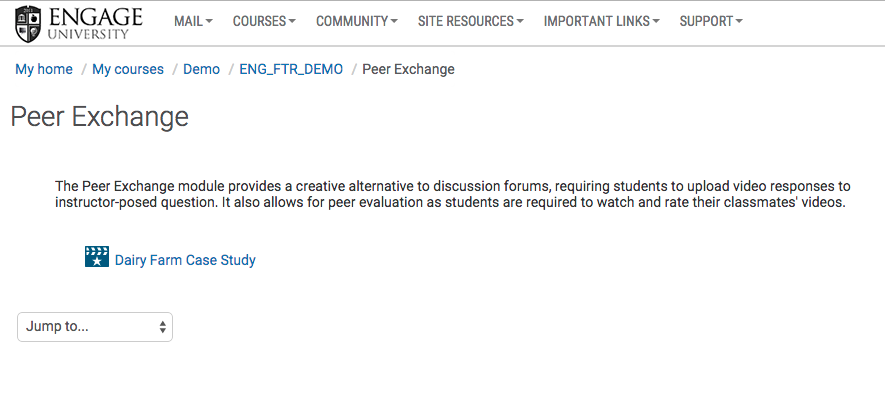 ENGAGE
UNIVERSITY
MAIL COURSES COMMUNITY SITE RESOURCES IMPORTANT LINKS SUPPORT
My home / My courses / Demo / ENG_FTR_DEMO / Peer Exchange
Peer Exchange
The Peer Exchange module provides a creative alternative to discussion forums, requiring students to upload video responses to
instructor-posed question. It also allows for peer evaluation as students are required to watch and rate their classmates' videos.
Dairy Farm Case Study
Jump to...